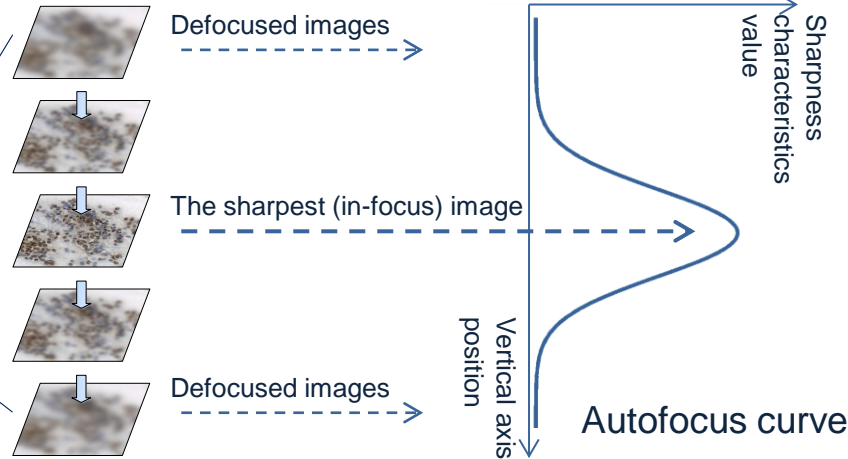 Defocused images
Sharpness
characteristics
value
The sharpest (in-focus) image
Vertical axis
position
Defocused images
Autofocus curve